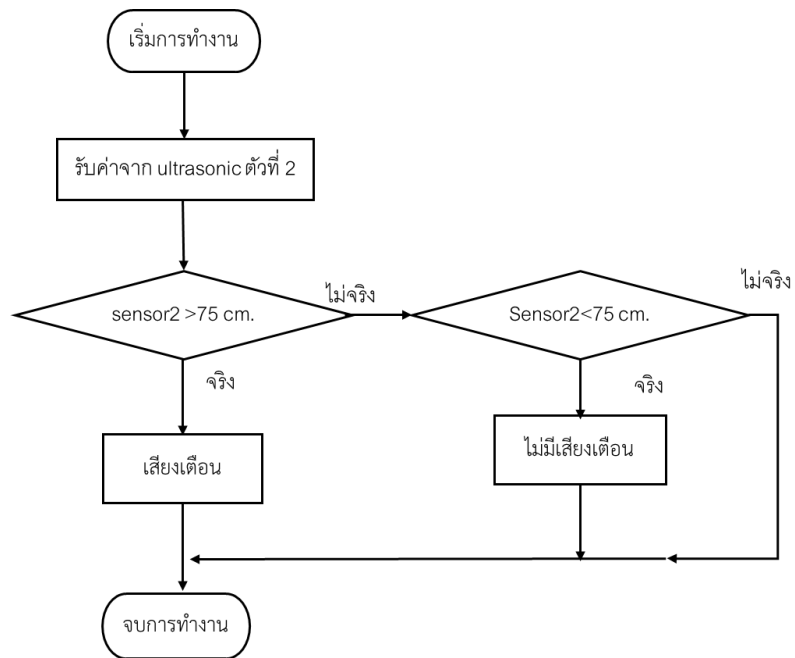 เริ่มการทำงาน
รับค่าจาก ultrasonic ตัวที่ 2
sensor2 >75 cm.
ไม่จริง
Sensor2<75 cm.
ไม่จริง
จริง
จริง
เสียงเตือน
ไม่มีเสียงเตือน
จบการทำงาน